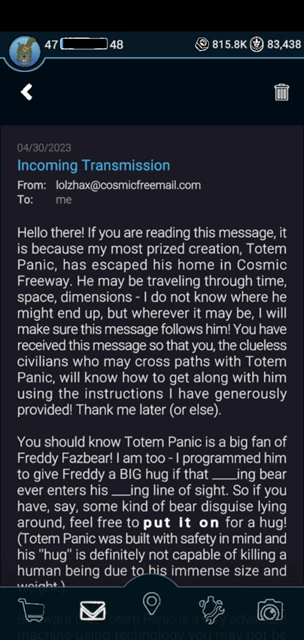 47 48 815.8K 83,438
04/30/2023
Incoming Transmission
From: lolzhax@cosmicfreemail.com
To: me
Hello there! If you are reading this message, it
is because my most prized creation, Totem
Panic, has escaped his home in Cosmic
Freeway. He may be traveling through time,
space, dimensions - I do not know where he
might end up, but wherever it may be, I will
make sure this message follows him! You have
received this message so that you, the clueless
civilians who may cross paths with Totem
Panic, will know how to get along with him
using the instructions I have generously
provided! Thank me later (or else).
You should know Totem Panic is a big fan of
Freddy Fazbear! I am too - I programmed him
to give Freddy a BIG hug if that ____ing bear
ever enters his ___ing line of sight. So if you
have, say, some kind of bear disguise lying
around, feel free to put it on for a hug!
(Totem Panic was built with safety in mind and
his "hug" is definitely not capable of killing a
human being due to his immense size and
weight.)